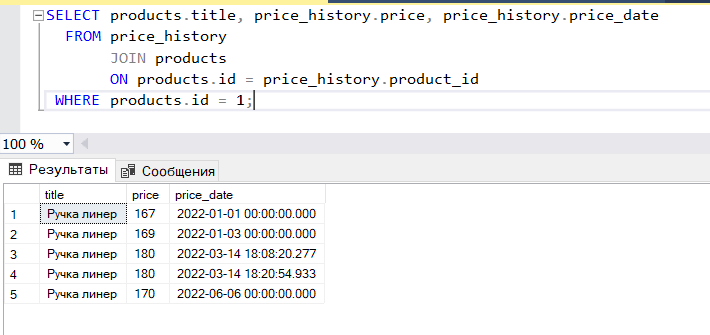 SELECT products.title, price_history.price, price_history.price_date
FROM price_history
JOIN products
ON products.id = price_history.product_id
WHERE products.id = 1;
100 %
Результаты Сообщения
title price price_date
1 Ручка линер 167 2022-01-01 00:00:00.000
2 Ручка линер 169 2022-01-03 00:00:00.000
3 Ручка линер 180 2022-03-14 18:08:20.277
4 Ручка линер 180 2022-03-14 18:20:54.933
5 Ручка линер 170 2022-06-06 00:00:00.000